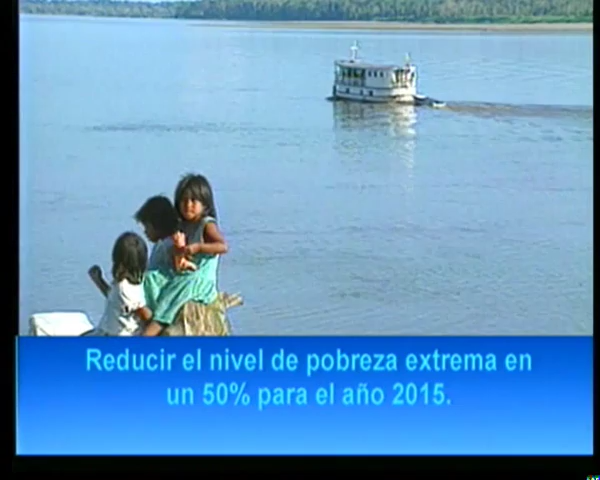 Reducir el nivel de pobreza extrema en
un 50% para el año 2015.